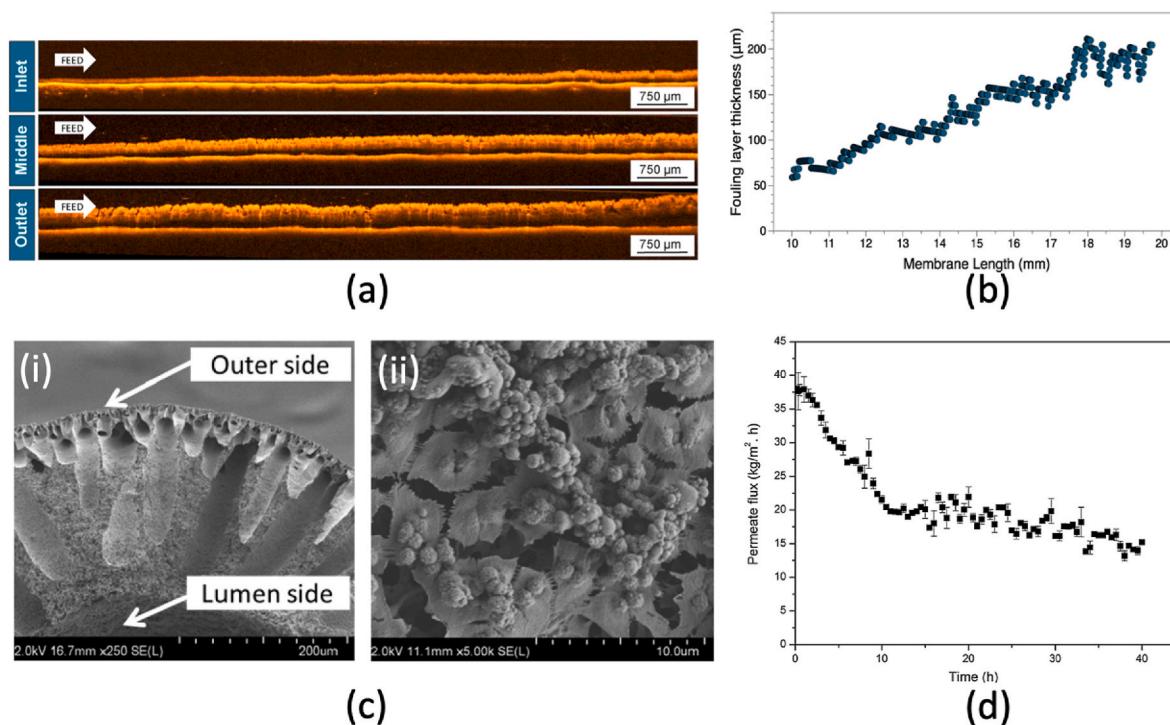 Inlet
FEED
750 µm
Middle
FEED
750 µm
Outlet
FEED
750 µm
(a)
Fouling layer thickness (µm)
200
150
100
50
0
10 11 12 13 14 15 16 17 18 19 20
Membrane Length (mm)
(b)
(i)
Outer side
Lumen side
2.0kV 16.7mm x250 SE(L) 200um
(ii)
2.0kV 11.1mm x5.00k SE(L) 10.0um
(c)
Permeate flux (kg/m². h)
45
40
35
30
25
20
15
10
5
0
0 10 20 30 40
Time (h)
(d)